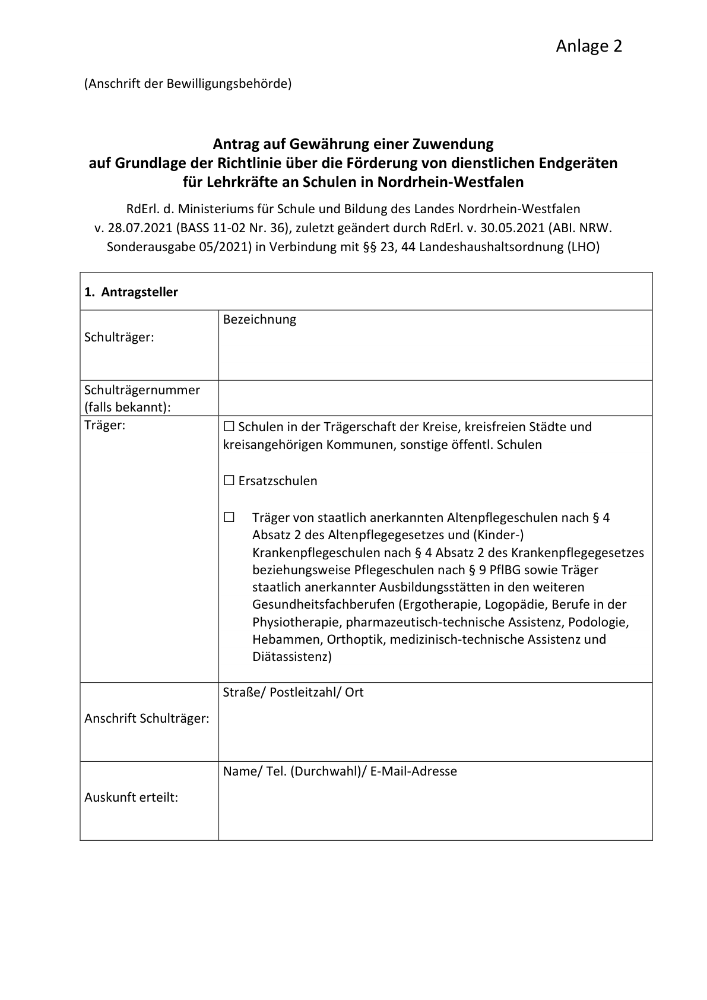 Anlage 2
(Anschrift der Bewilligungsbehörde)
Antrag auf Gewährung einer Zuwendung
auf Grundlage der Richtlinie über die Förderung von dienstlichen Endgeräten
für Lehrkräfte an Schulen in Nordrhein-Westfalen
RdErl. d. Ministeriums für Schule und Bildung des Landes Nordrhein-Westfalen
v. 28.07.2021 (BASS 11-02 Nr. 36), zuletzt geändert durch RdErl. v. 30.05.2021 (ABI. NRW.
Sonderausgabe 05/2021) in Verbindung mit §§ 23, 44 Landeshaushaltsordnung (LHO)
1. Antragsteller
Schulträger:
Bezeichnung
Schulträgernummer
(falls bekannt):
Träger:
☐ Schulen in der Trägerschaft der Kreise, kreisfreien Städte und
kreisangehörigen Kommunen, sonstige öffentl. Schulen
☐ Ersatzschulen
☐ Träger von staatlich anerkannten Altenpflegeschulen nach § 4
Absatz 2 des Altenpflegegesetzes und (Kinder-)
Krankenpflegeschulen nach § 4 Absatz 2 des Krankenpflegegesetzes
beziehungsweise Pflegeschulen nach § 9 PflBG sowie Träger
staatlich anerkannter Ausbildungsstätten in den weiteren
Gesundheitsfachberufen (Ergotherapie, Logopädie, Berufe in der
Physiotherapie, pharmazeutisch-technische Assistenz, Podologie,
Hebammen, Orthoptik, medizinisch-technische Assistenz und
Diätassistenz)
Anschrift Schulträger:
Straße/ Postleitzahl/ Ort
Auskunft erteilt:
Name/ Tel. (Durchwahl)/ E-Mail-Adresse